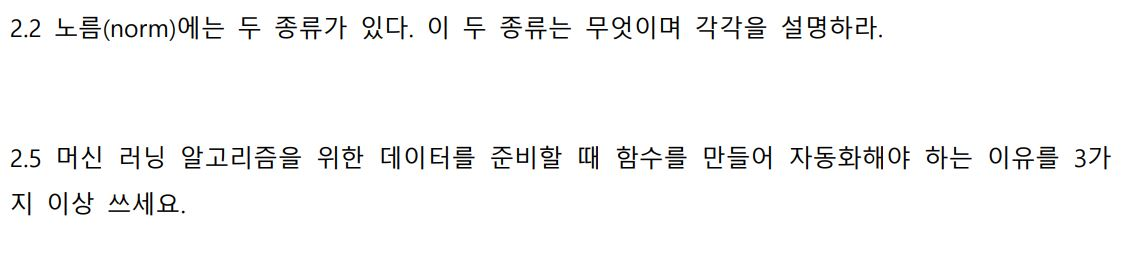 2.2 노름(norm)에는 두 종류가 있다. 이 두 종류는 무엇이며 각각을 설명하라.
2.5 머신 러닝 알고리즘을 위한 데이터를 준비할 때 함수를 만들어 자동화해야 하는 이유를 3가
지 이상 쓰세요.